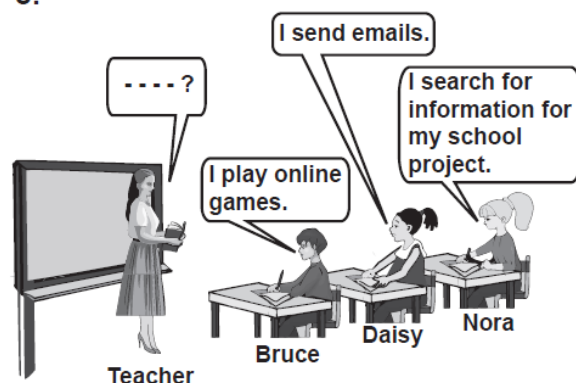 I send emails.
- - - - ?
I search for
information for
my school
project.
I play online
games.
Nora
Daisy
Bruce
Teacher